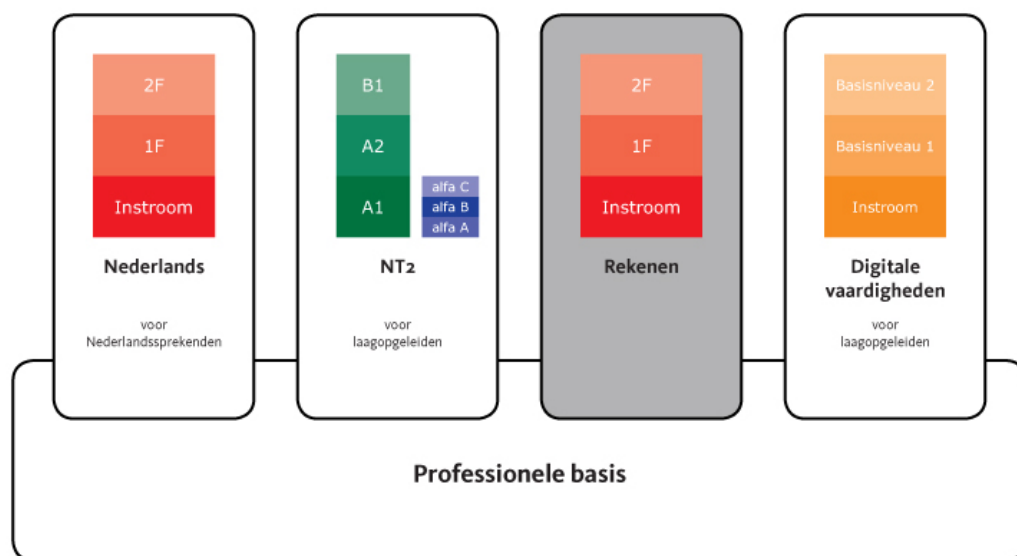 2F
1F
Instroom
Nederlands
voor
Nederlandssprekenden
B1
A2
A1
alfa C
alfa B
alfa A
NT2
voor
laagopgeleiden
2F
1F
Instroom
Rekenen
Basisniveau 2
Basisniveau 1
Instroom
Digitale
vaardigheden
voor
laagopgeleiden
Professionele basis